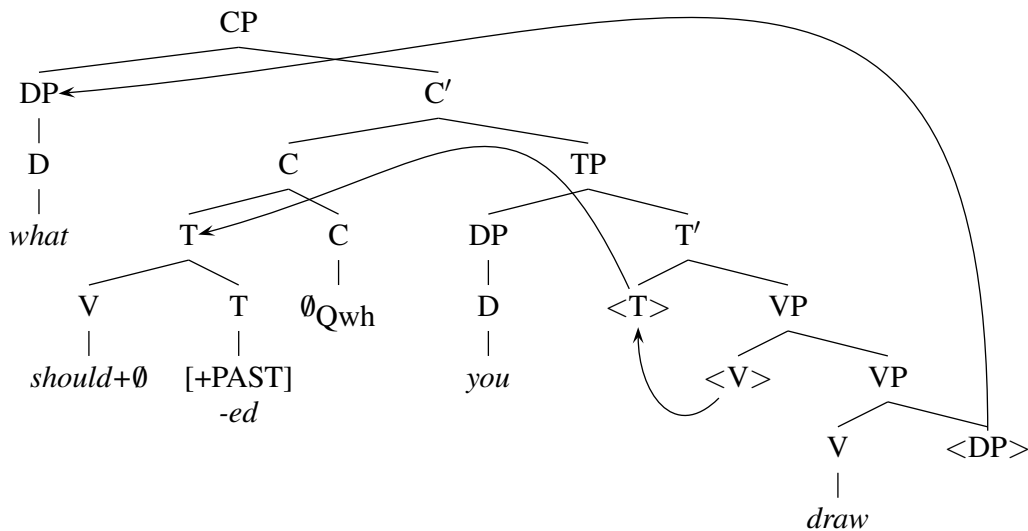 CP
DP C′
D C TP
what T C DP T′
V T ∅Qwh D <T> VP
should+∅ [+PAST] you <V> VP
-ed V <DP>
draw